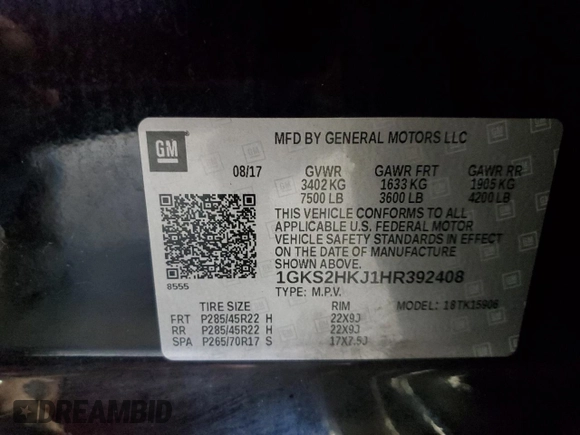 GM
MFD BY GENERAL MOTORS LLC
08/17 GVWR GAWR FRT GAWR RR
3402 KG 1633 KG 1905 KG
7500 LB 3600 LB 4200 LB
THIS VEHICLE CONFORMS TO ALL
APPLICABLE U.S. FEDERAL MOTOR
VEHICLE SAFETY STANDARDS IN EFFECT
ON THE DATE OF MANUFACTURE
SHOWN ABOVE.
8555
1GKS2HKJ1HR392408
TYPE: M.P.V. MODEL: 18TK15906
TIRE SIZE RIM
FRT P285/45R22 H 22X9J
RR P285/45R22 H 22X9J
SPA P265/70R17 S 17X7.5J
DREAMBID